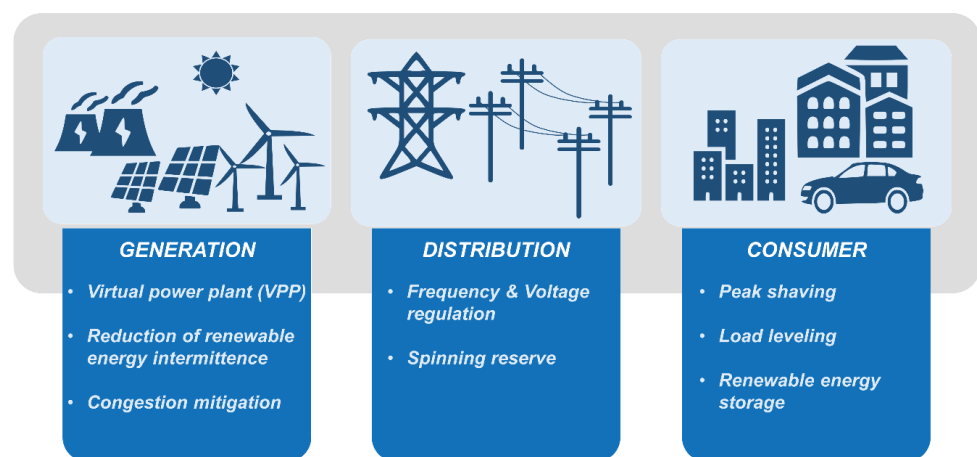 GENERATION
• Virtual power plant (VPP)
• Reduction of renewable
energy intermittence
• Congestion mitigation
DISTRIBUTION
• Frequency & Voltage
regulation
• Spinning reserve
CONSUMER
• Peak shaving
• Load leveling
• Renewable energy
storage